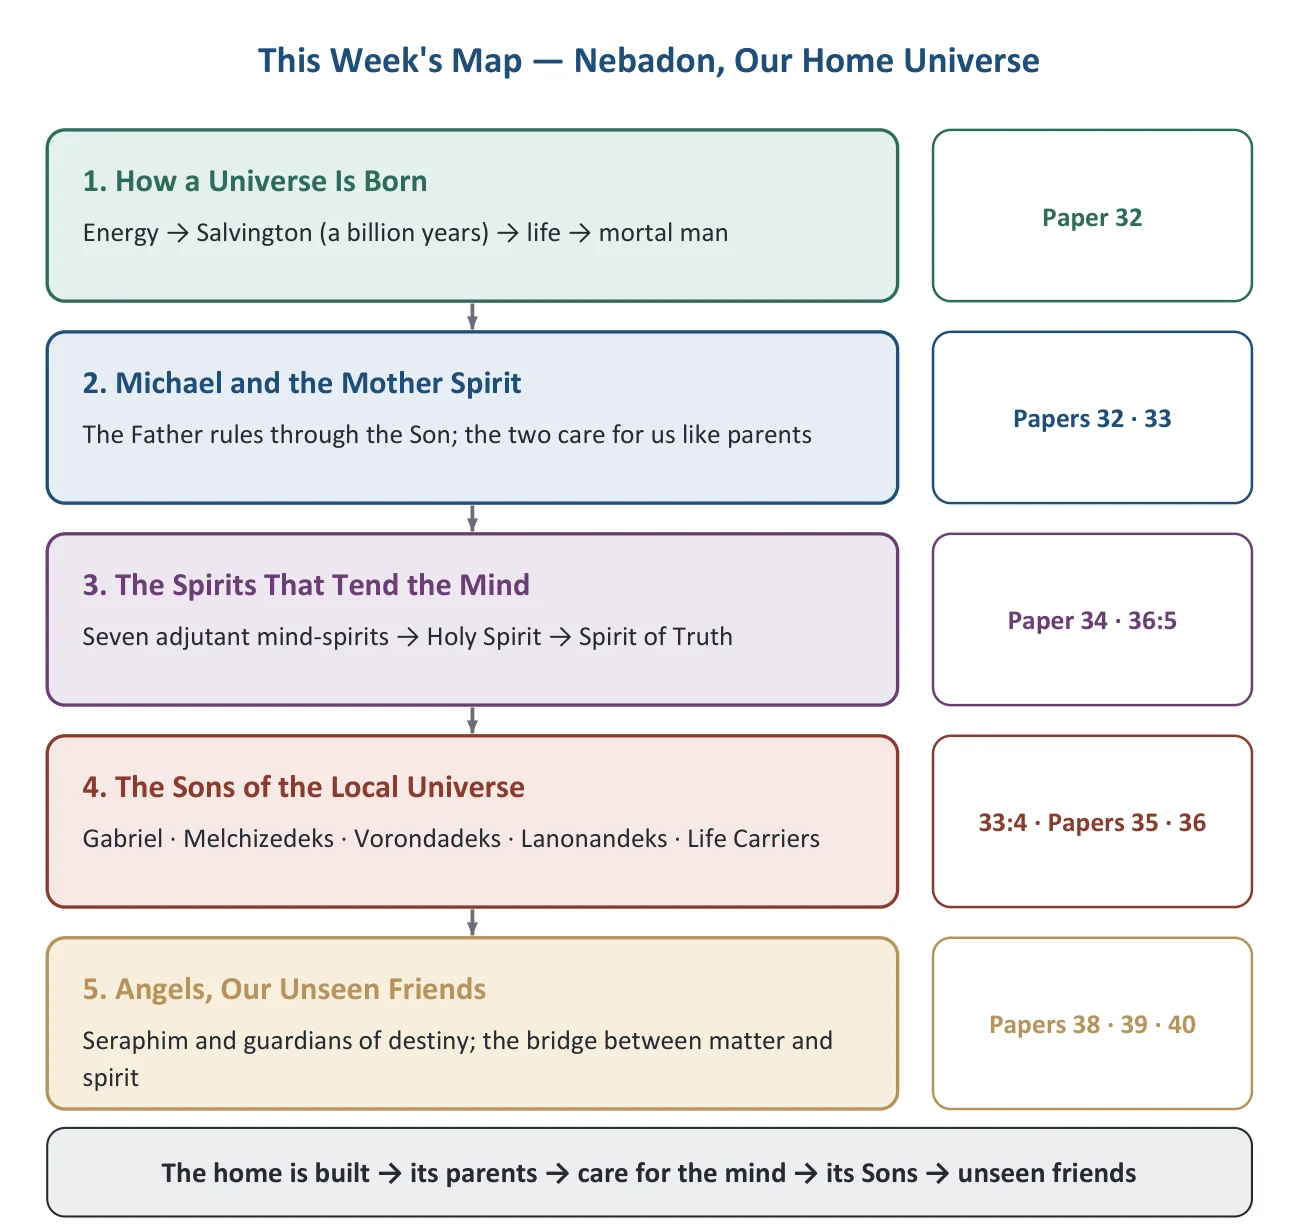 This Week's Map — Nebadon, Our Home Universe
1. How a Universe Is Born
Energy → Salvington (a billion years) → life → mortal man
Paper 32
2. Michael and the Mother Spirit
The Father rules through the Son; the two care for us like parents
Papers 32 · 33
3. The Spirits That Tend the Mind
Seven adjutant mind-spirits → Holy Spirit → Spirit of Truth
Paper 34 · 36:5
4. The Sons of the Local Universe
Gabriel · Melchizedeks · Vorondadeks · Lanonandeks · Life Carriers
33:4 · Papers 35 · 36
5. Angels, Our Unseen Friends
Seraphim and guardians of destiny; the bridge between matter and
spirit
Papers 38 · 39 · 40
The home is built → its parents → care for the mind → its Sons → unseen friends